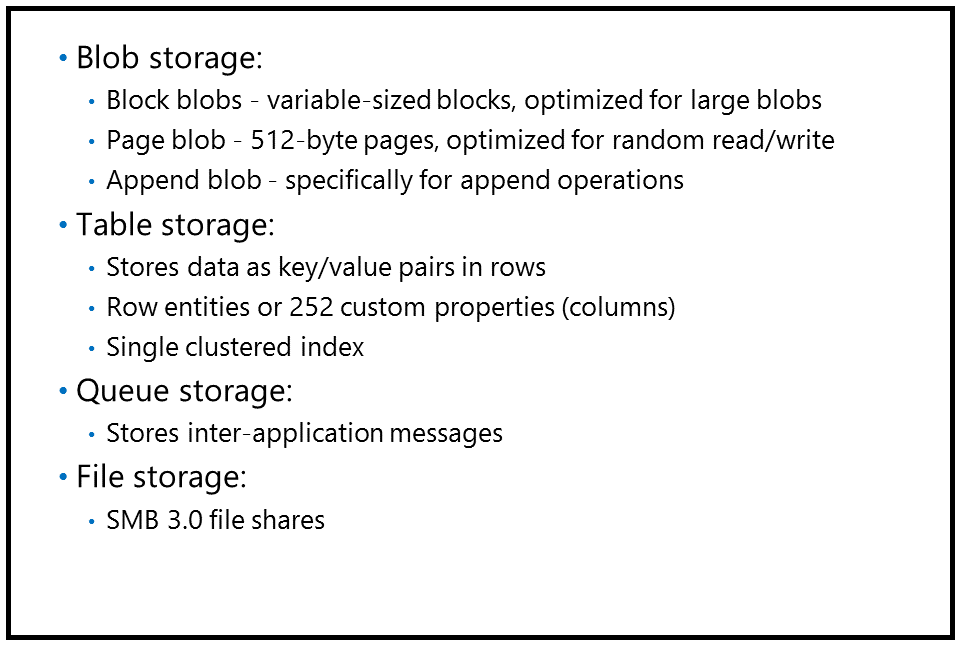 • Blob storage:
• Block blobs - variable-sized blocks, optimized for large blobs
• Page blob - 512-byte pages, optimized for random read/write
• Append blob - specifically for append operations
• Table storage:
• Stores data as key/value pairs in rows
• Row entities or 252 custom properties (columns)
• Single clustered index
• Queue storage:
• Stores inter-application messages
• File storage:
• SMB 3.0 file shares